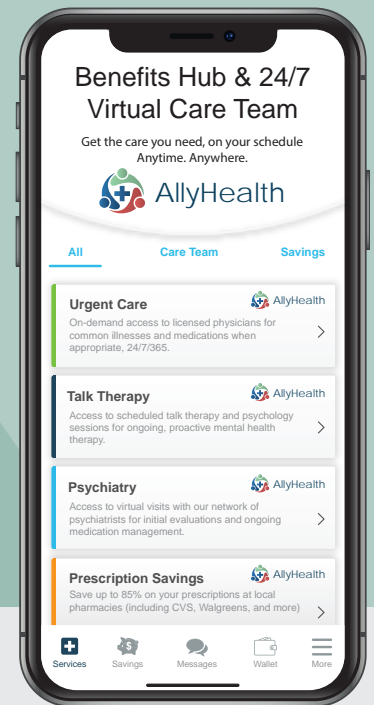 Benefits Hub & 24/7
Virtual Care Team
Get the care you need, on your schedule
Anytime. Anywhere.
AllyHealth
All Care Team Savings
Urgent Care
AllyHealth
On-demand access to licensed physicians for
common illnesses and medications when
appropriate, 24/7/365.
Talk Therapy
AllyHealth
Access to scheduled talk therapy and psychology
sessions for ongoing, proactive mental health
therapy.
Psychiatry
AllyHealth
Access to virtual visits with our network of
psychiatrists for initial evaluations and ongoing
medication management.
Prescription Savings
AllyHealth
Save up to 85% on your prescriptions at local
pharmacies (including CVS, Walgreens, and more)
$
Services Savings Messages Wallet More